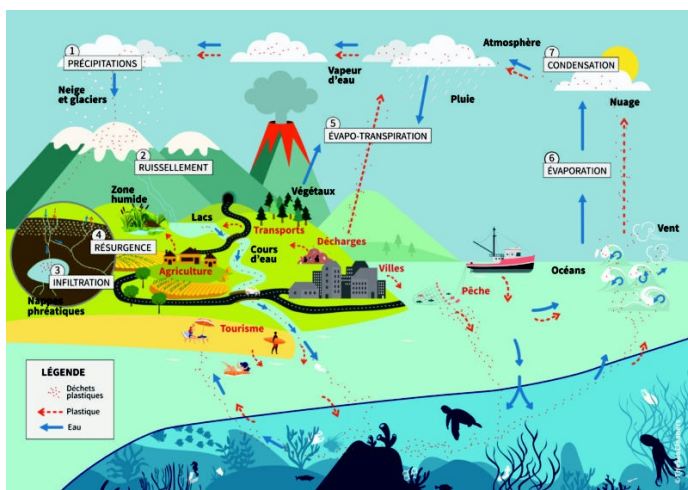 1
PRÉCIPITATIONS
Neige
et glaciers
Vapeur
d'eau
Atmosphère
7
CONDENSATION
Pluie
Nuage
5
ÉVAPO-TRANSPIRATION
2
RUISSELLEMENT
6
ÉVAPORATION
Zone
humide
Végétaux
Lacs
Transports
Vent
4
RÉSURGENCE
Décharges
Cours
d'eau
Agriculture
Villes
Océans
3
INFILTRATION
Pêche
Nappes
phréatiques
Tourisme
LÉGENDE
Déchets
plastiques
Plastique
Eau